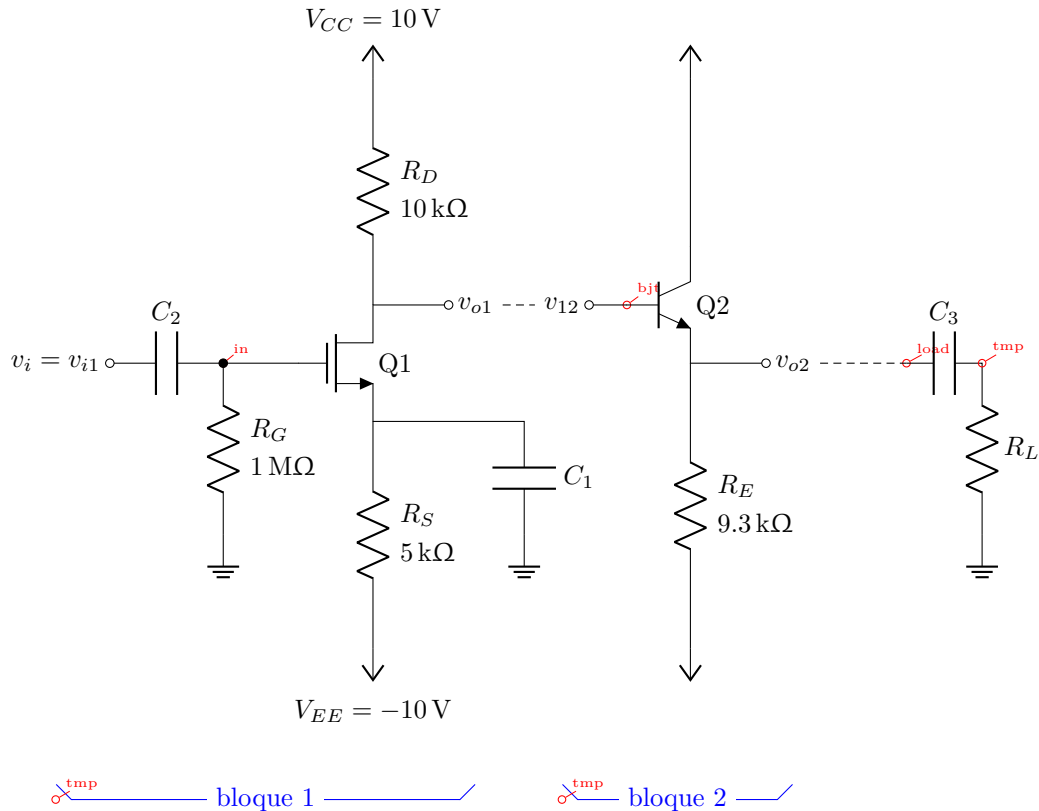 V_{CC} = 10 V
R_D
10 kΩ
v_{o1}
v_{12}
bjt
Q2
C_2
C_3
v_i = v_{i1}
in
Q1
v_{o2}
load
tmp
R_G
1 MΩ
R_L
C_1
R_S
5 kΩ
R_E
9.3 kΩ
V_{EE} = −10 V
tmp
bloque 1
tmp
bloque 2